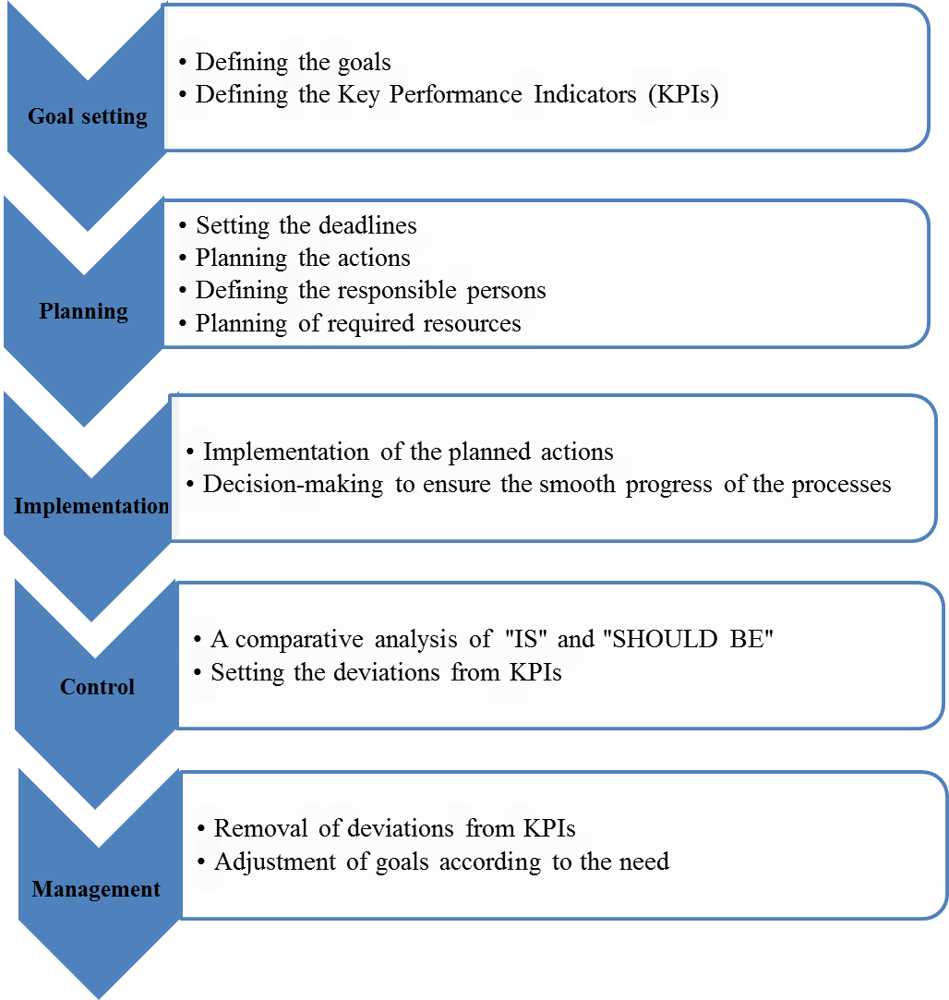 Goal setting
• Defining the goals
• Defining the Key Performance Indicators (KPIs)
Planning
• Setting the deadlines
• Planning the actions
• Defining the responsible persons
• Planning of required resources
Implementation
• Implementation of the planned actions
• Decision-making to ensure the smooth progress of the processes
Control
• A comparative analysis of "IS" and "SHOULD BE"
• Setting the deviations from KPIs
Management
• Removal of deviations from KPIs
• Adjustment of goals according to the need